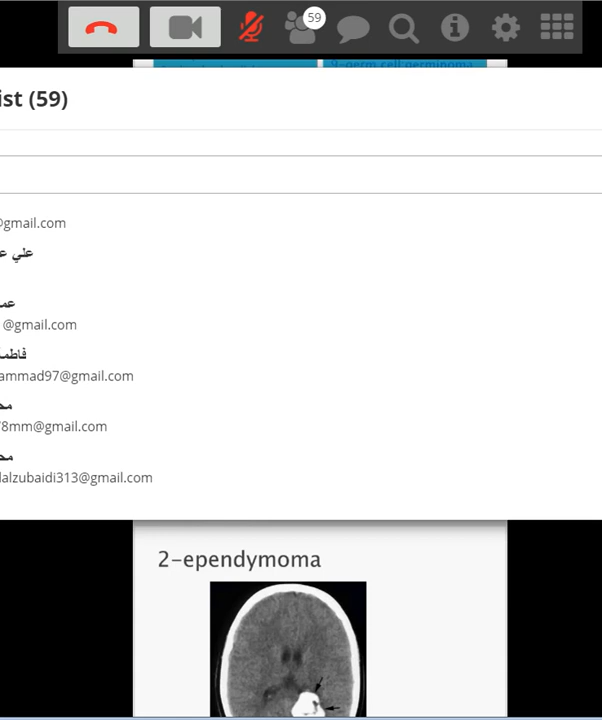 59
9-germ cell:germinoma
ist (59)
@gmail.com
علي ع
عم
@gmail.com
فاطم
ammad97@gmail.com
مح
78mm@gmail.com
مح
dalzubaidi313@gmail.com
2-ependymoma